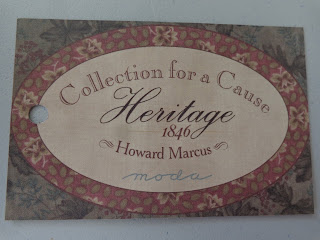 Collection for a Cause
Heritage
1846
Howard Marcus
moda